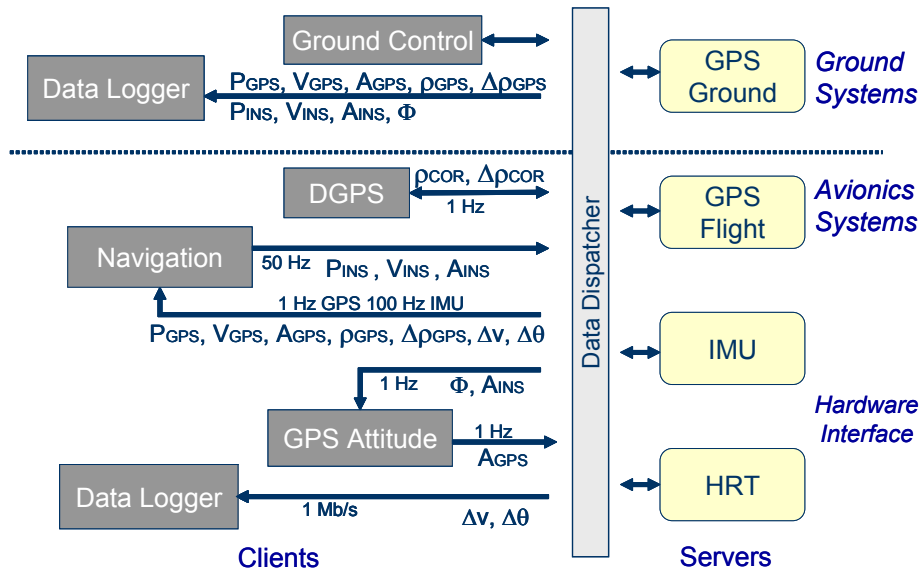 Ground Control
GPS
Ground
Ground
Systems
Data Logger
PGPS, VGPS, AGPS, ρGPS, ΔρGPS
PINS, VINS, AINS, Φ
DGPS
ρCOR, ΔρCOR
1 Hz
Data Dispatcher
GPS
Flight
Avionics
Systems
Navigation
50 Hz
PINS , VINS , AINS
1 Hz GPS 100 Hz IMU
PGPS, VGPS, AGPS, ρGPS, ΔρGPS, Δv, Δθ
IMU
1 Hz
Φ, AINS
Hardware
Interface
GPS Attitude
1 Hz
AGPS
HRT
Data Logger
1 Mb/s
Δv, Δθ
Clients
Servers